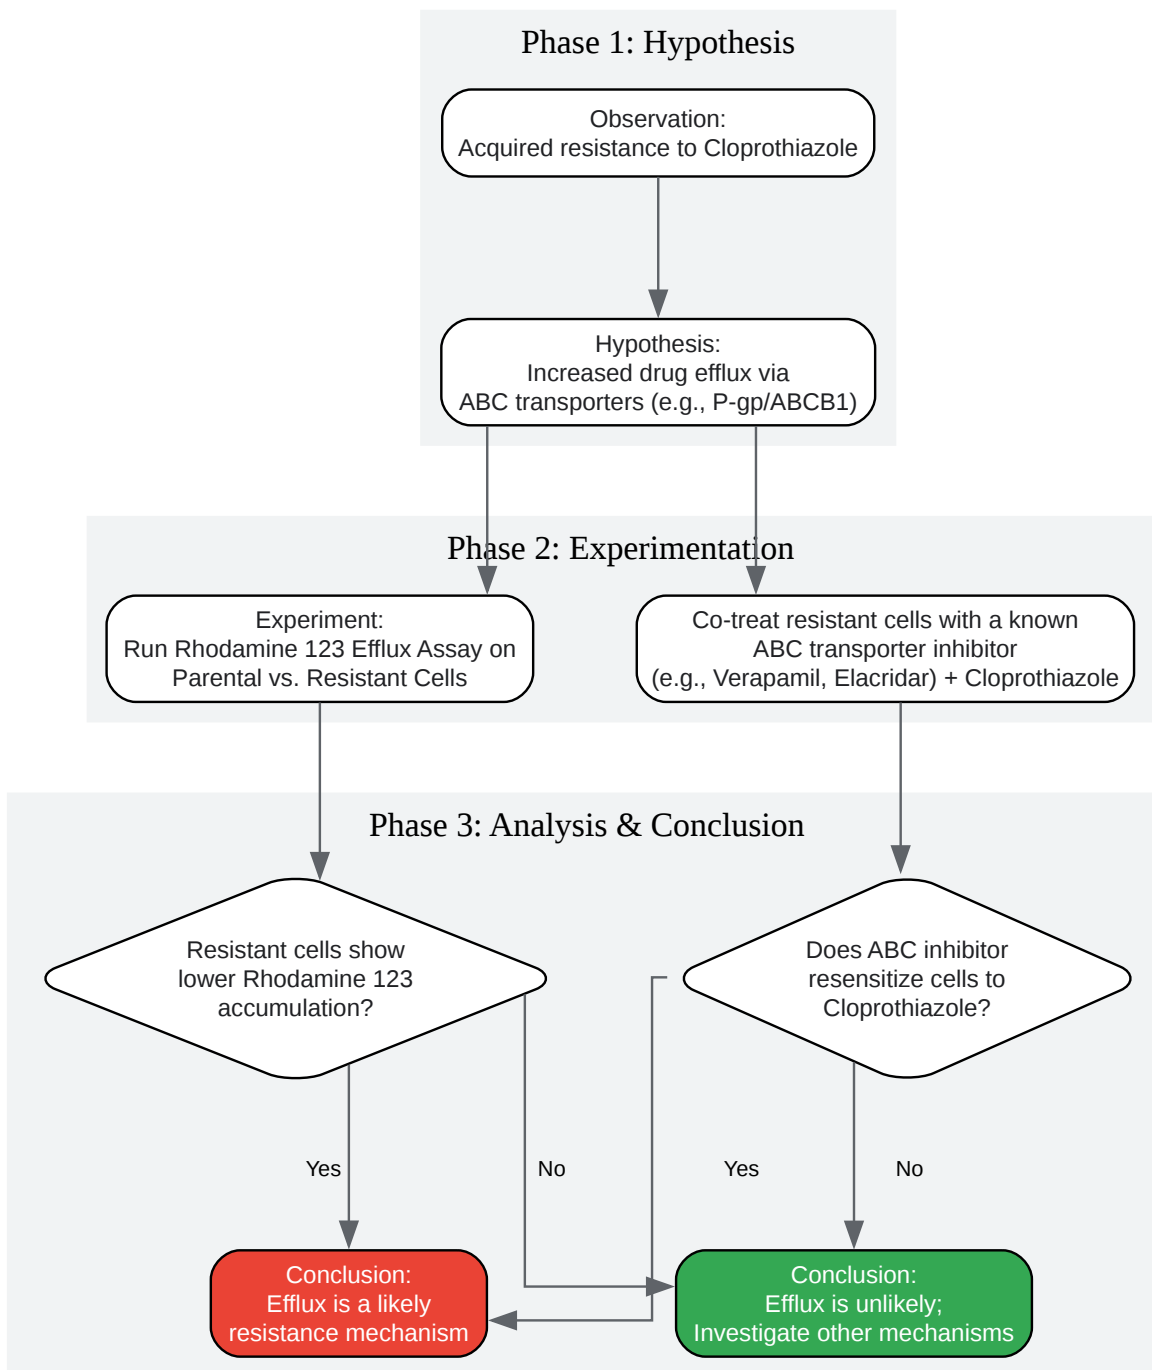 Phase 1: Hypothesis
Observation:
Acquired resistance to Cloprothiazole
Hypothesis:
Increased drug efflux via
ABC transporters (e.g., P-gp/ABCB1)
Phase 2: Experimentation
Experiment:
Run Rhodamine 123 Efflux Assay on
Parental vs. Resistant Cells
Co-treat resistant cells with a known
ABC transporter inhibitor
(e.g., Verapamil, Elacridar) + Cloprothiazole
Phase 3: Analysis & Conclusion
Resistant cells show
lower Rhodamine 123
accumulation?
Does ABC inhibitor
resensitize cells to
Cloprothiazole?
Yes
No
Yes
No
Conclusion:
Efflux is a likely
resistance mechanism
Conclusion:
Efflux is unlikely;
Investigate other mechanisms